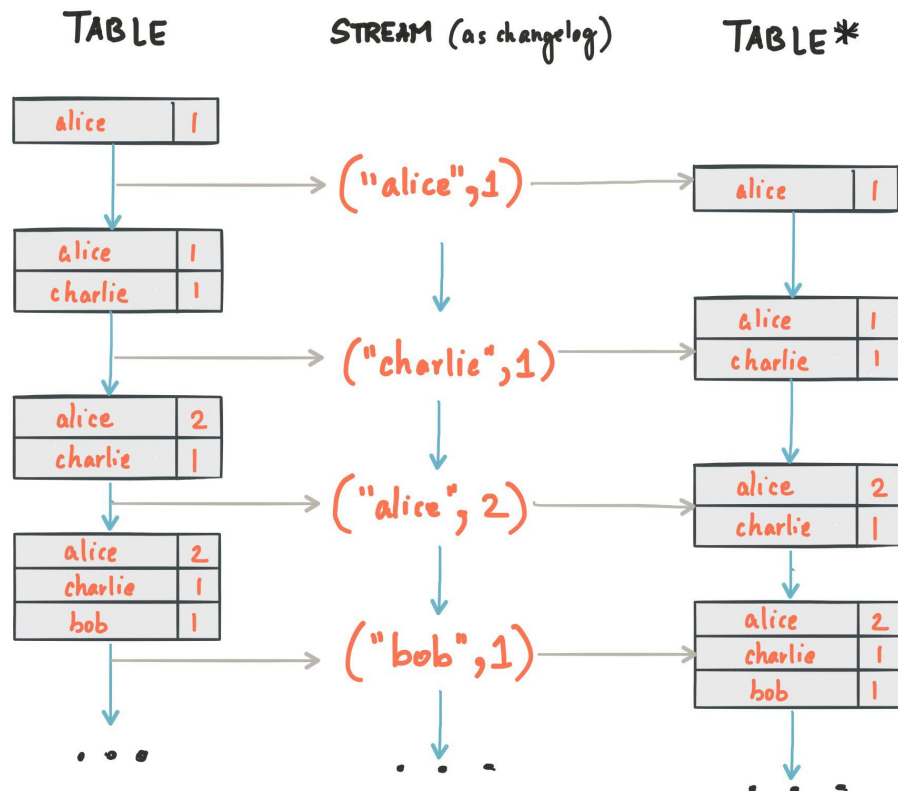 TABLE STREAM (as changelog) TABLE*
alice 1
("alice",1)
alice 1
alice 1
charlie 1
alice 1
("charlie",1)
charlie 1
alice 2
charlie 1
alice 2
("alice", 2)
charlie 1
alice 2
charlie 1
bob 1
alice 2
("bob",1)
charlie 1
bob 1
...
...
...